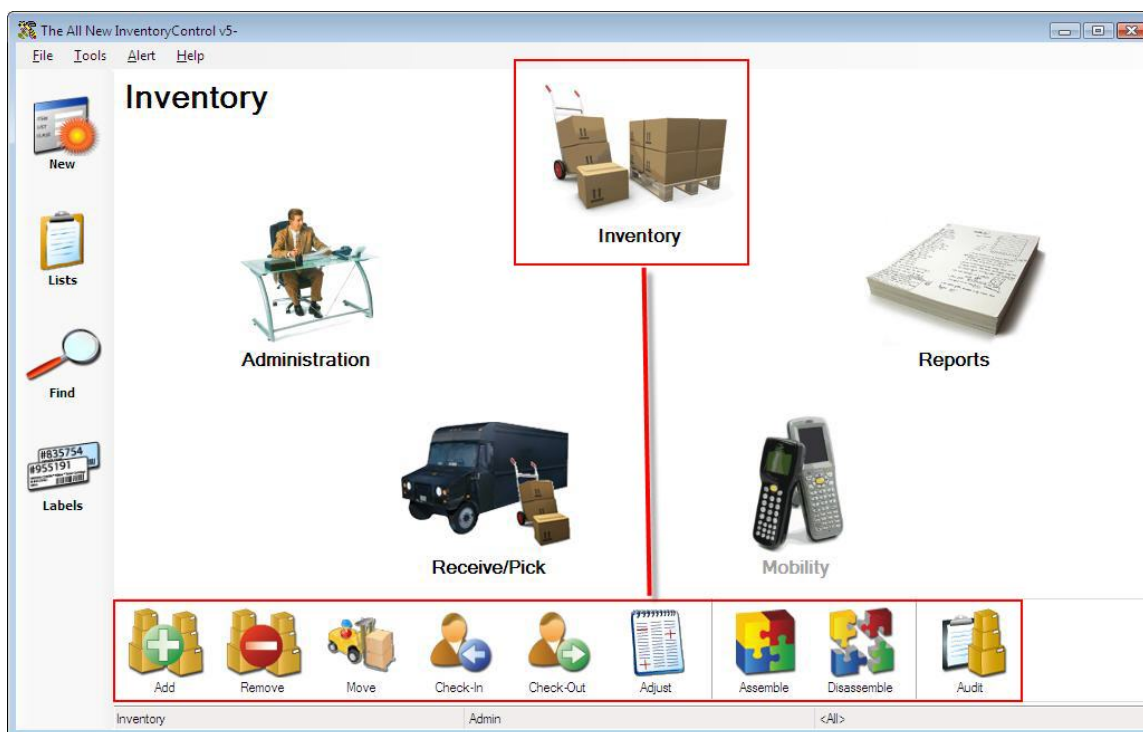 The All New InventoryControl v5-
File Tools Alert Help
Inventory
New
Lists
Find
#835754
#955191
Labels
Inventory
Administration
Reports
Receive/Pick
Mobility
Add Remove Move Check-In Check-Out Adjust Assemble Disassemble Audit
Inventory Admin <All>